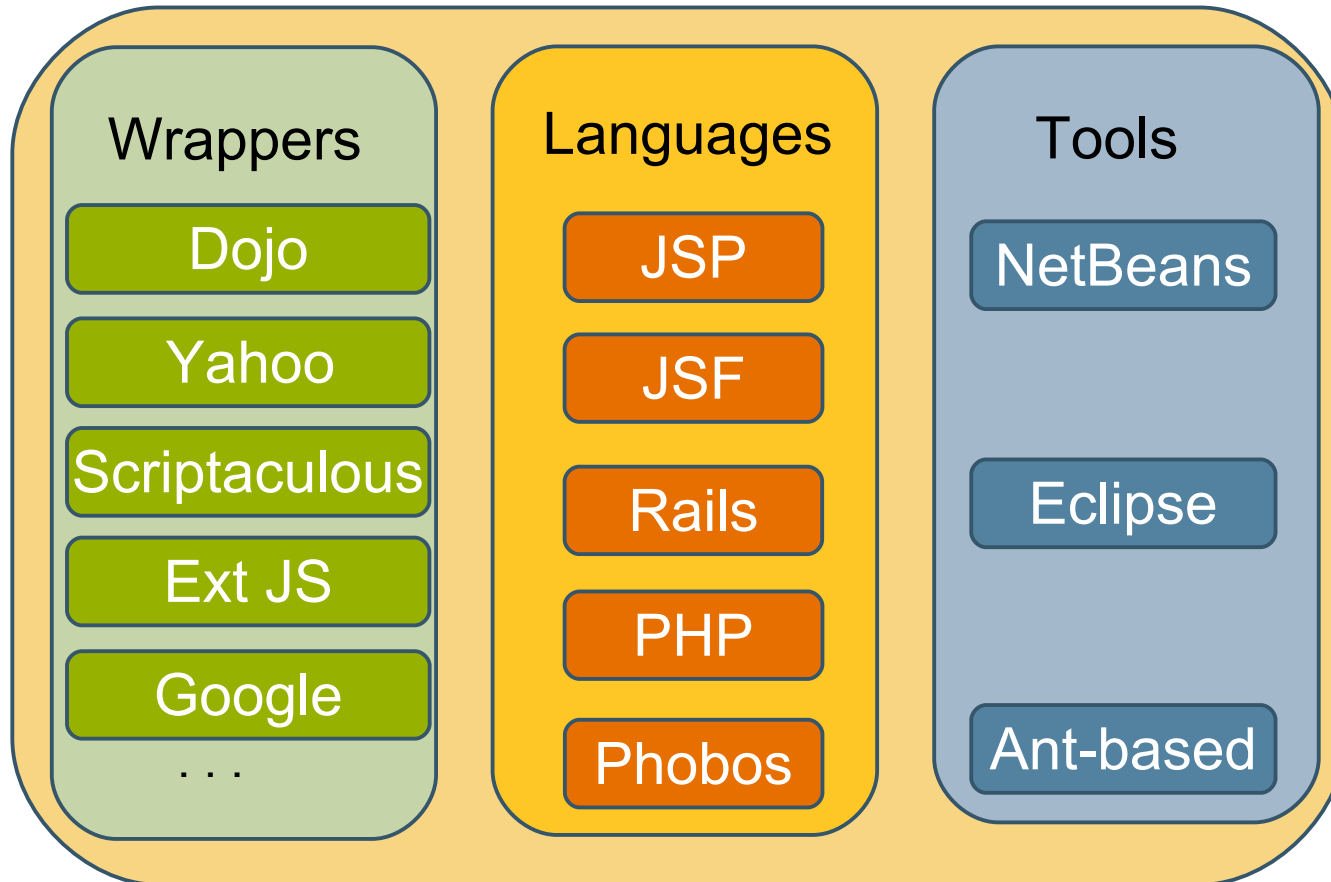 Wrappers
Dojo
Yahoo
Scriptaculous
Ext JS
Google
. . .
Languages
JSP
JSF
Rails
PHP
Phobos
Tools
NetBeans
Eclipse
Ant-based